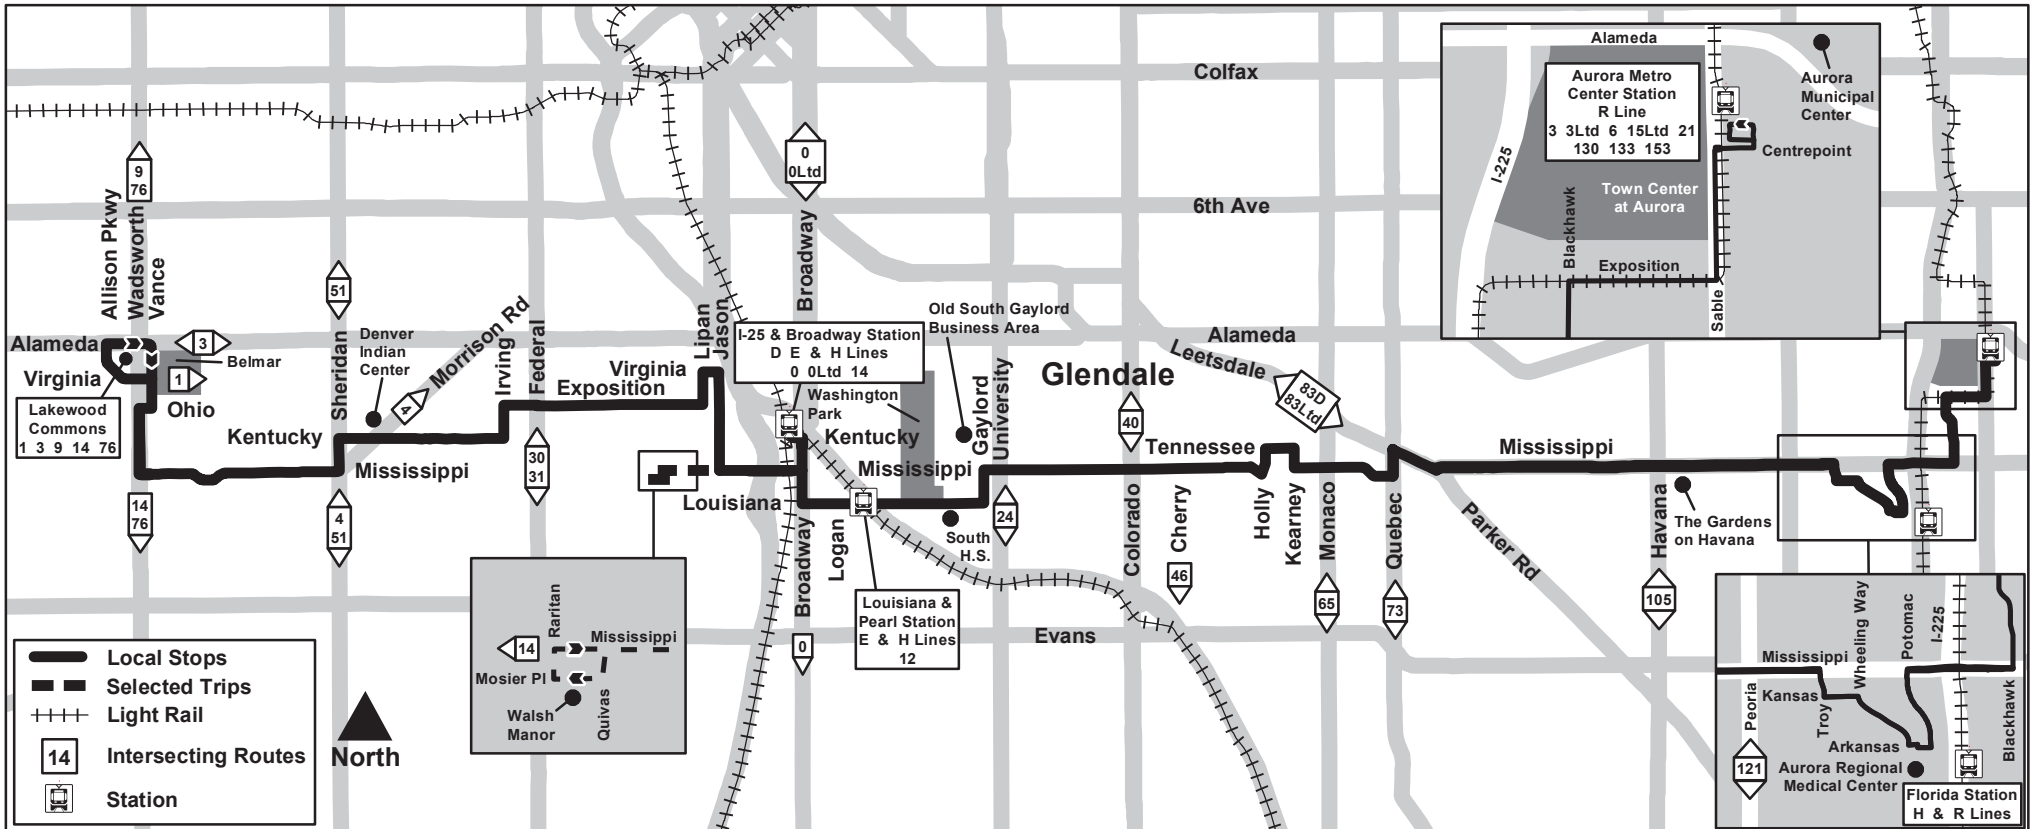 Colfax
6th Ave
Alameda
Allison Pkwy
Wadsworth
Vance
9
76
Alameda
3
Belmar
1
Virginia
Ohio
Lakewood
Commons
1 3 9 14 76
14
76
51
Sheridan
Denver
Indian
Center
4
Morrison Rd
Kentucky
Mississippi
4
51
Irving
Federal
30
31
Exposition
Virginia
Lipan
Jason
0
0Ltd
Broadway
I-25 & Broadway Station
D E & H Lines
0 0Ltd 14
Washington
Park
Kentucky
Mississippi
Louisiana
Broadway
0
Logan
Louisiana &
Pearl Station
E & H Lines
12
Old South Gaylord
Business Area
Gaylord
University
24
South
H.S.
Glendale
Leetsdale
83D
83Ltd
40
Colorado
Tennessee
Cherry
46
Holly
Kearney
Monaco
65
Quebec
73
Mississippi
Parker Rd
Havana
105
The Gardens
on Havana
Evans
Alameda
Aurora Metro
Center Station
R Line
3 3Ltd 6 15Ltd 21
130 133 153
Aurora
Municipal
Center
Centrepoint
I-225
Town Center
at Aurora
Blackhawk
Exposition
Sable
Raritan
14
Mississippi
Mosier Pl
Walsh
Manor
Quivas
Mississippi
Wheeling Way
Potomac
I-225
Kansas
Peoria
Troy
Arkansas
Blackhawk
121
Aurora Regional
Medical Center
Florida Station
H & R Lines
Local Stops
Selected Trips
Light Rail
14
Intersecting Routes
Station
North